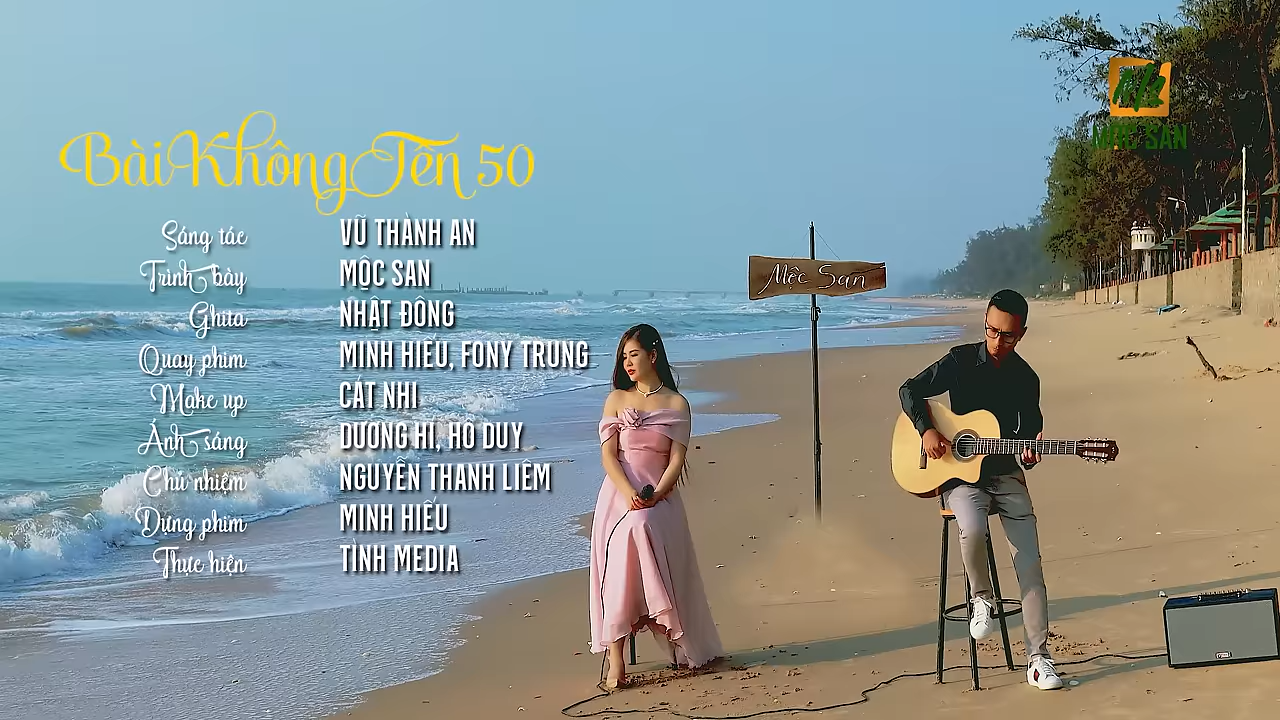 Bài Không Tên 50
Sáng tác VŨ THÀNH AN
Trình bày MỘC SAN
Ghita NHẬT ĐÔNG
Quay phim MINH HIẾU, FONY TRUNG
Make up CÁT NHI
Ảnh sáng DƯƠNG HI, HỒ DUY
Chủ nhiệm NGUYỄN THANH LIÊM
Dựng phim MINH HIẾU
Thực hiện TÌNH MEDIA
Mộc San
MS
MỘC SAN